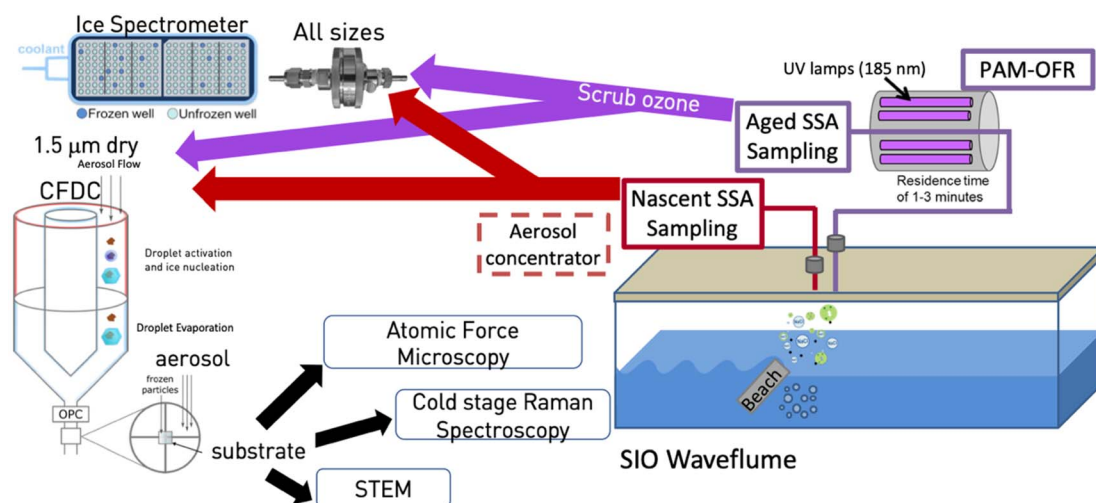 Ice Spectrometer
coolant
Frozen well
Unfrozen well
All sizes
Scrub ozone
UV lamps (185 nm)
PAM-OFR
Aged SSA
Sampling
Residence time
of 1-3 minutes
1.5 μm dry
Aerosol Flow
CFDC
Droplet activation
and ice nucleation
Droplet Evaporation
Nascent SSA
Sampling
Aerosol
concentrator
Atomic Force
Microscopy
Cold stage Raman
Spectroscopy
STEM
aerosol
frozen
particles
OPC
substrate
Beach
SIO Waveflume